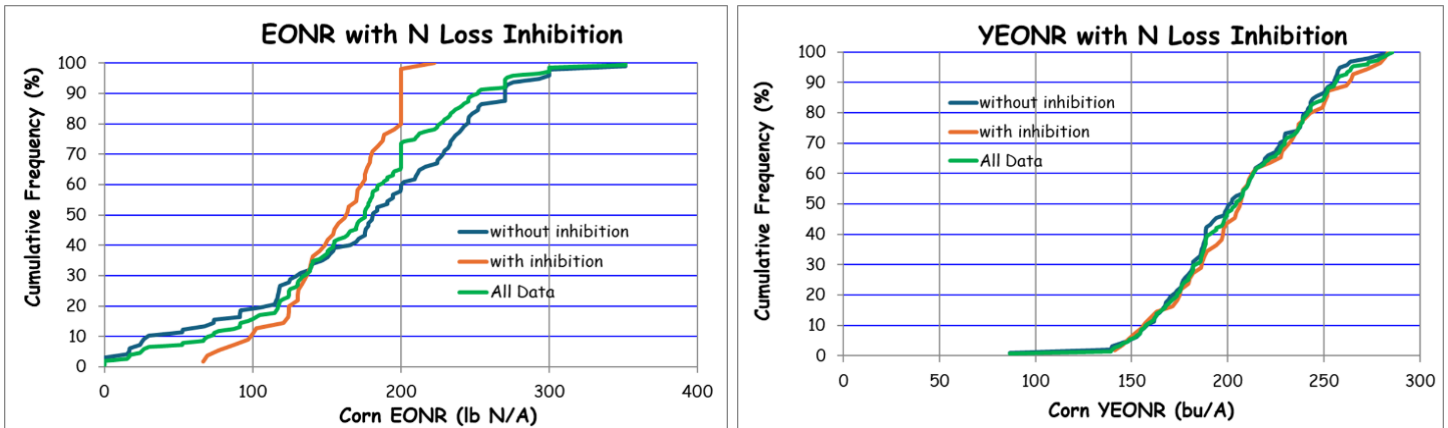 EONR with N Loss Inhibition
Cumulative Frequency (%)
100
90
80
70
60
50
40
30
20
10
0
without inhibition
with inhibition
All Data
0 100 200 300 400
Corn EONR (lb N/A)
YEONR with N Loss Inhibition
Cumulative Frequency (%)
100
90
80
70
60
50
40
30
20
10
0
without inhibition
with inhibition
All Data
0 50 100 150 200 250 300
Corn YEONR (bu/A)